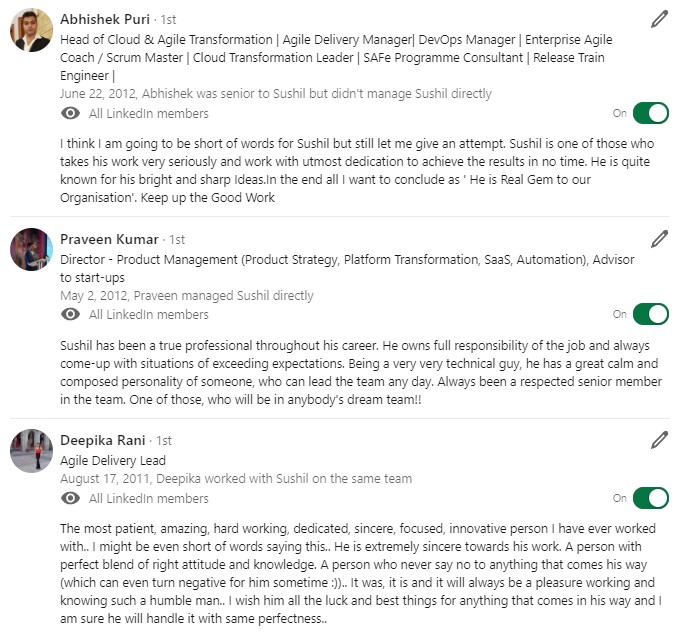 Abhishek Puri · 1st
Head of Cloud & Agile Transformation | Agile Delivery Manager| DevOps Manager | Enterprise Agile
Coach / Scrum Master | Cloud Transformation Leader | SAFe Programme Consultant | Release Train
Engineer |
June 22, 2012, Abhishek was senior to Sushil but didn't manage Sushil directly
All LinkedIn members
On
I think I am going to be short of words for Sushil but still let me give an attempt. Sushil is one of those who
takes his work very seriously and work with utmost dedication to achieve the results in no time. He is quite
known for his bright and sharp Ideas.In the end all I want to conclude as ' He is Real Gem to our
Organisation'. Keep up the Good Work
Praveen Kumar · 1st
Director - Product Management (Product Strategy, Platform Transformation, SaaS, Automation), Advisor
to start-ups
May 2, 2012, Praveen managed Sushil directly
All LinkedIn members
On
Sushil has been a true professional throughout his career. He owns full responsibility of the job and always
come-up with situations of exceeding expectations. Being a very very technical guy, he has a great calm and
composed personality of someone, who can lead the team any day. Always been a respected senior member
in the team. One of those, who will be in anybody's dream team!!
Deepika Rani · 1st
Agile Delivery Lead
August 17, 2011, Deepika worked with Sushil on the same team
All LinkedIn members
On
The most patient, amazing, hard working, dedicated, sincere, focused, innovative person I have ever worked
with.. I might be even short of words saying this.. He is extremely sincere towards his work. A person with
perfect blend of right attitude and knowledge. A person who never say no to anything that comes his way
(which can even turn negative for him sometime :)).. It was, it is and it will always be a pleasure working and
knowing such a humble man.. I wish him all the luck and best things for anything that comes in his way and I
am sure he will handle it with same perfectness..